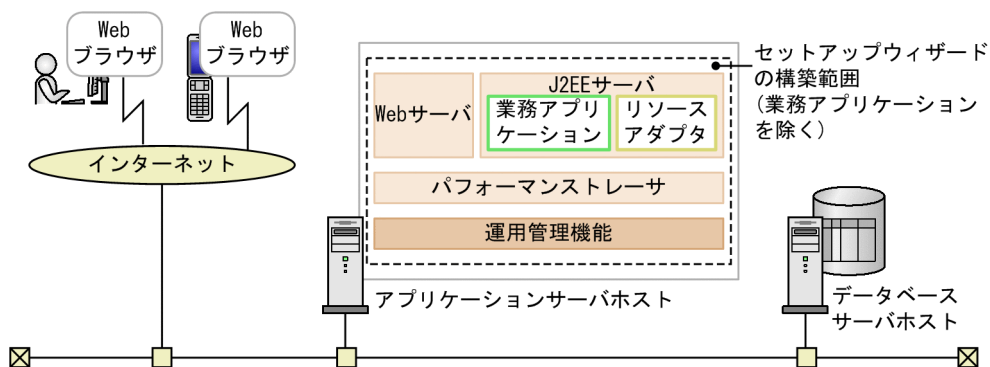 Web
ブラウザ
Web
ブラウザ
セットアップウィザード
の構築範囲
(業務アプリケーション
を除く)
Webサーバ
J2EEサーバ
業務アプリ
ケーション
リソース
アダプタ
インターネット
パフォーマンストレーサ
運用管理機能
アプリケーションサーバホスト
データベース
サーバホスト